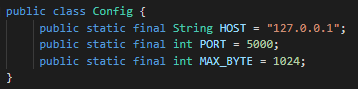 public class Config {
    public static final String HOST = "127.0.0.1";
    public static final int PORT = 5000;
    public static final int MAX_BYTE = 1024;
}